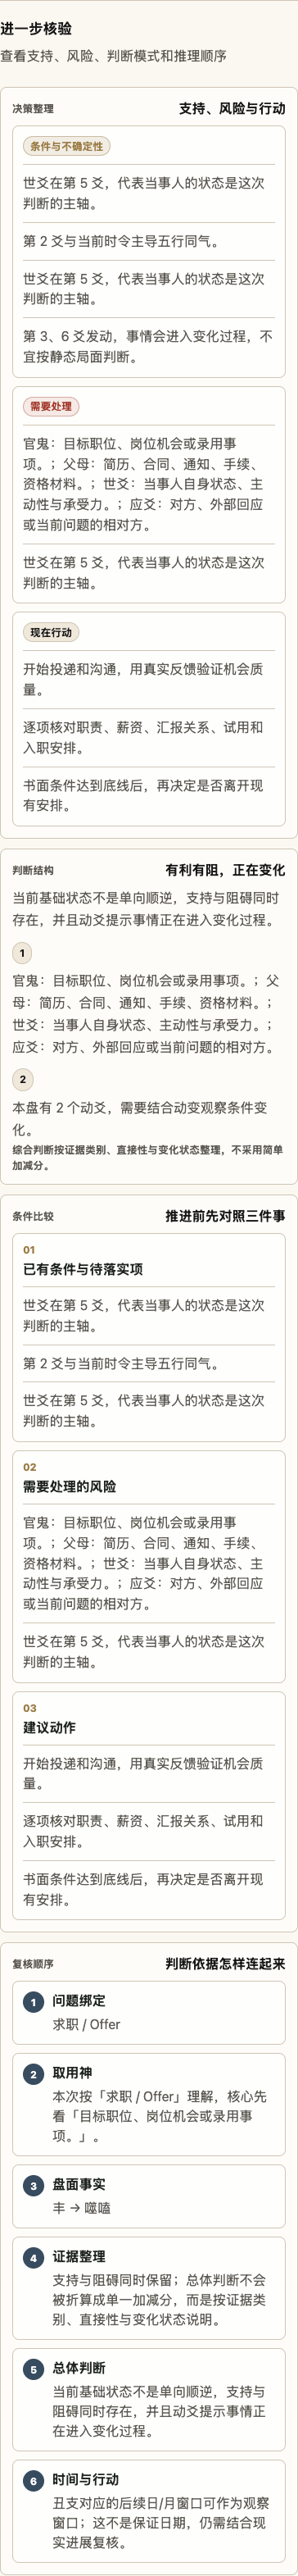 进一步核验
查看支持、风险、判断模式和推理顺序
决策整理
支持、风险与行动
条件与不确定性
世爻在第 5 爻，代表当事人的状态是这次
判断的主轴。
第 2 爻与当前时令主导五行同气。
世爻在第 5 爻，代表当事人的状态是这次
判断的主轴。
第 3、6 爻发动，事情会进入变化过程，不
宜按静态局面判断。
需要处理
官鬼：目标职位、岗位机会或录用事
项。；父母：简历、合同、通知、手续、
资格材料。；世爻：当事人自身状态、主
动性与承受力。；应爻：对方、外部回应
或当前问题的相对方。
世爻在第 5 爻，代表当事人的状态是这次
判断的主轴。
现在行动
开始投递和沟通，用真实反馈验证机会质
量。
逐项核对职责、薪资、汇报关系、试用和
入职安排。
书面条件达到底线后，再决定是否离开现
有安排。
判断结构
有利有阻，正在变化
当前基础状态不是单向顺逆，支持与阻碍同时
存在，并且动爻提示事情正在进入变化过程。
1
官鬼：目标职位、岗位机会或录用事项。；父
母：简历、合同、通知、手续、资格材料。；
世爻：当事人自身状态、主动性与承受力。；
应爻：对方、外部回应或当前问题的相对方。
2
本盘有 2 个动爻，需要结合动变观察条件变
化。
综合判断按证据类别、直接性与变化状态整理，不采用简单
加减分。
条件比较
推进前先对照三件事
01
已有条件与待落实项
世爻在第 5 爻，代表当事人的状态是这次
判断的主轴。
第 2 爻与当前时令主导五行同气。
世爻在第 5 爻，代表当事人的状态是这次
判断的主轴。
02
需要处理的风险
官鬼：目标职位、岗位机会或录用事
项。；父母：简历、合同、通知、手续、
资格材料。；世爻：当事人自身状态、主
动性与承受力。；应爻：对方、外部回应
或当前问题的相对方。
世爻在第 5 爻，代表当事人的状态是这次
判断的主轴。
03
建议动作
开始投递和沟通，用真实反馈验证机会质
量。
逐项核对职责、薪资、汇报关系、试用和
入职安排。
书面条件达到底线后，再决定是否离开现
有安排。
复核顺序
判断依据怎样连起来
1 问题绑定
求职 / Offer
2 取用神
本次按「求职 / Offer」理解，核心先
看「目标职位、岗位机会或录用事
项。」。
3 盘面事实
丰 → 噬嗑
4 证据整理
支持与阻碍同时保留；总体判断不会
被折算成单一加减分，而是按证据类
别、直接性与变化状态说明。
5 总体判断
当前基础状态不是单向顺逆，支持与
阻碍同时存在，并且动爻提示事情正
在进入变化过程。
6 时间与行动
丑支对应的后续日/月窗口可作为观察
窗口；这不是保证日期，仍需结合现
实进展复核。